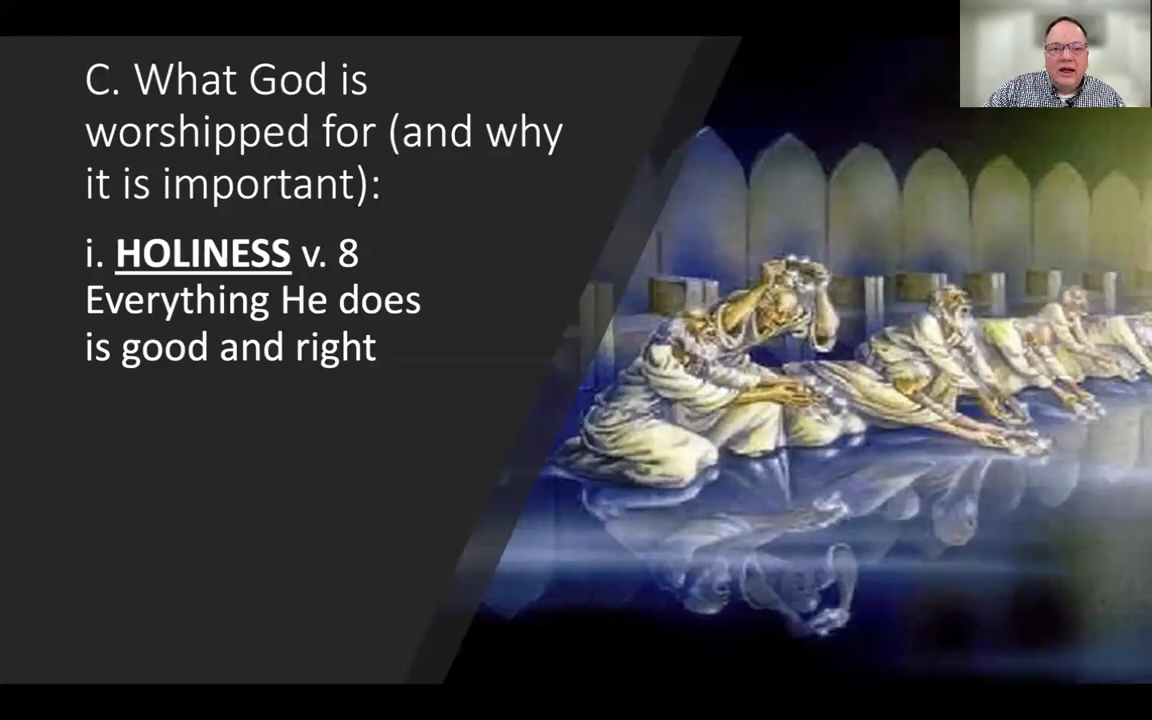 C. What God is
worshipped for (and why
it is important):
i. HOLINESS v. 8
Everything He does
is good and right